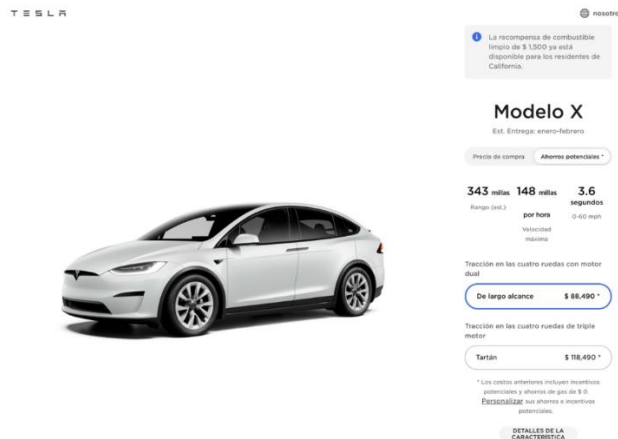 TESLA
nosotro
La recompensa de combustible
limpio de $ 1,500 ya está
disponible para los residentes de
California.
Modelo X
Est. Entrega: enero-febrero
Precio de compra Ahorros potenciales *
343 millas 148 millas 3.6
segundos
Rango (est.) por hora 0-60 mph
Velocidad
máxima
Tracción en las cuatro ruedas con motor
dual
De largo alcance $ 88,490 *
Tracción en las cuatro ruedas de triple
motor
Tartán $ 118,490 *
* Los costos anteriores incluyen incentivos
potenciales y ahorros de gas de $ 0.
Personalizar sus ahorros e incentivos
potenciales.
DETALLES DE LA
CARACTERÍSTICA